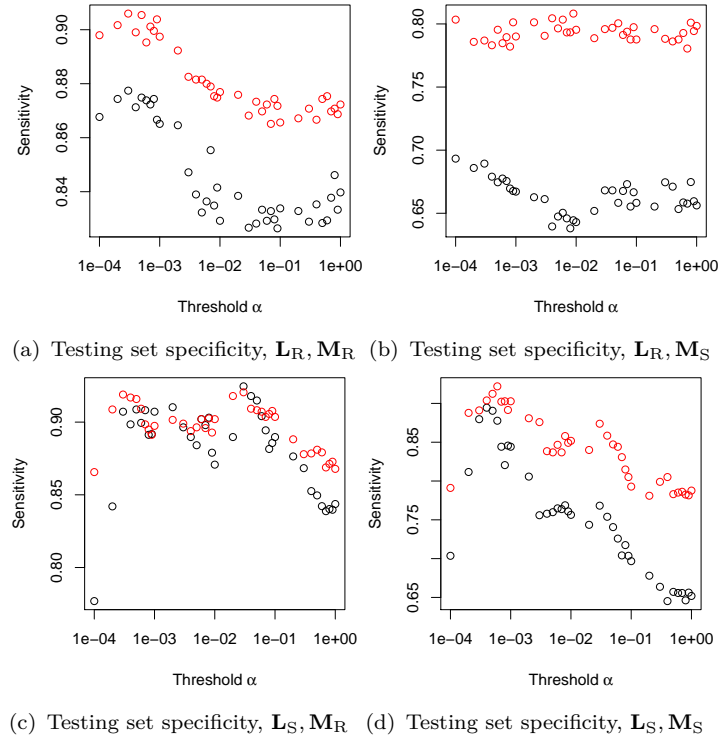 0.90
0.88
0.86
0.84
Sensitivity
1e−04 1e−03 1e−02 1e−01 1e+00
Threshold α
(a) Testing set specificity, L_R, M_R
0.80
0.75
0.70
0.65
Sensitivity
1e−04 1e−03 1e−02 1e−01 1e+00
Threshold α
(b) Testing set specificity, L_R, M_S
0.90
0.85
0.80
Sensitivity
1e−04 1e−03 1e−02 1e−01 1e+00
Threshold α
(c) Testing set specificity, L_S, M_R
0.85
0.75
0.65
Sensitivity
1e−04 1e−03 1e−02 1e−01 1e+00
Threshold α
(d) Testing set specificity, L_S, M_S